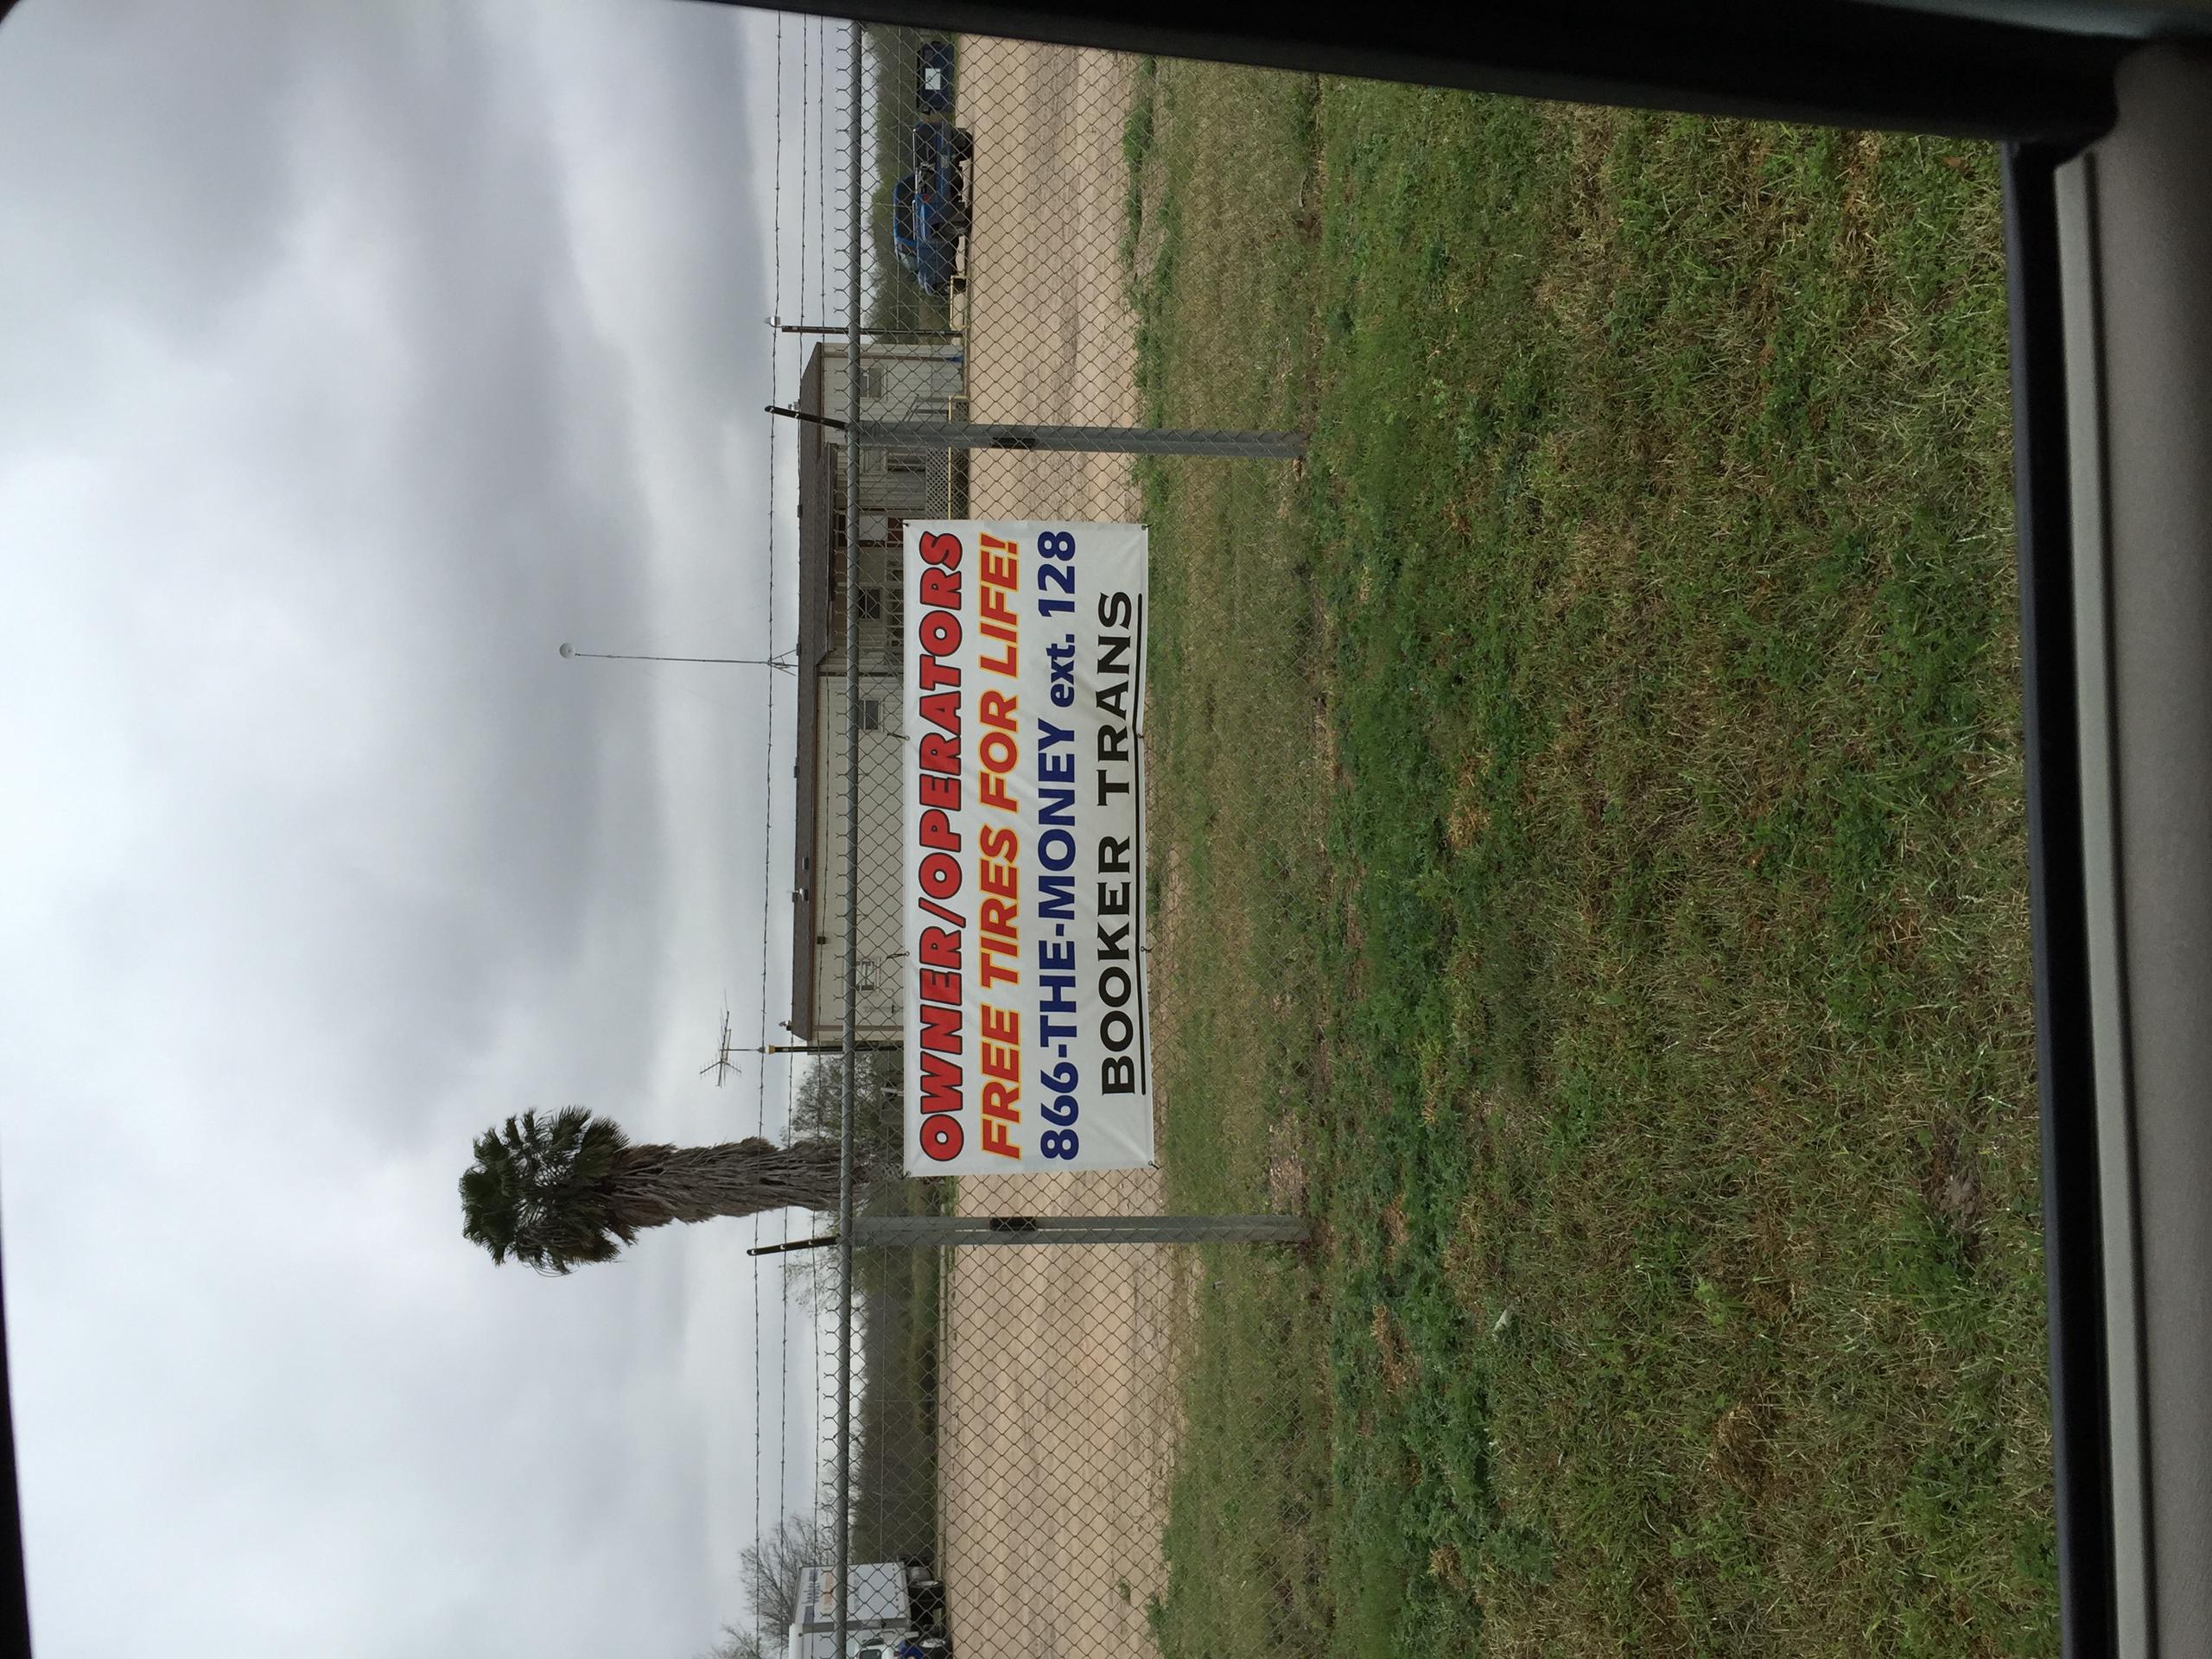 OWNER/OPERATORS
FREE TIRES FOR LIFE!
866-THE-MONEY ext. 128
BOOKER TRANS